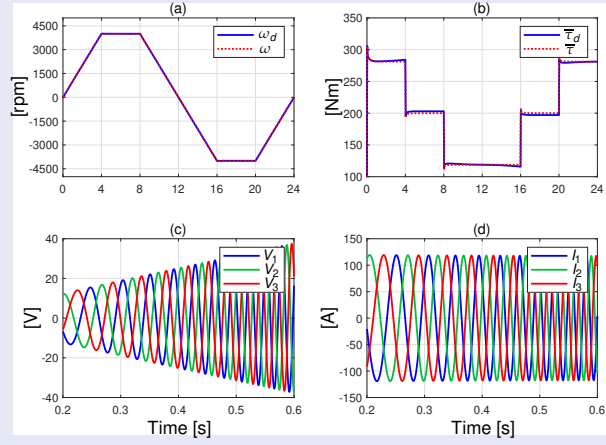 (a)
4500
3000
1500
0
-1500
-3000
-4500
[rpm]
ω_d
ω
0 4 8 12 16 20 24
(b)
500
400
300
200
100
[Nm]
τ̅_d
τ̅
0 4 8 12 16 20 24
(c)
40
20
0
-20
-40
[V]
V_1
V_2
V_3
0.2 0.3 0.4 0.5 0.6
Time [s]
(d)
150
100
50
0
-50
-100
-150
[A]
I_1
I_2
I_3
0.2 0.3 0.4 0.5 0.6
Time [s]